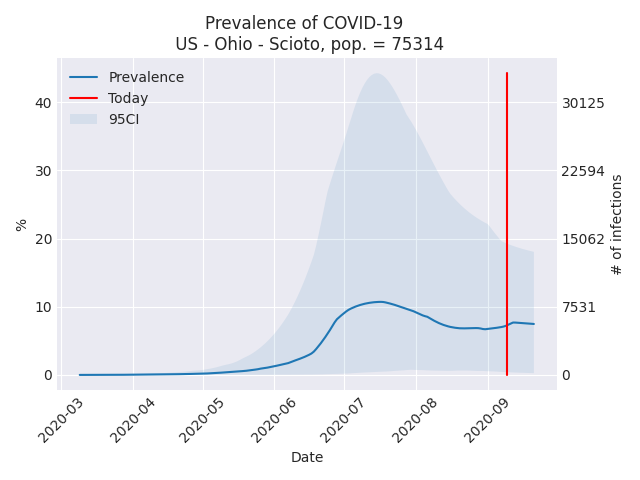 Prevalence of COVID-19
US - Ohio - Scioto, pop. = 75314
Prevalence
Today
95CI
%
40
30
20
10
0
30125
22594
15062
7531
0
# of infections
2020-03
2020-04
2020-05
2020-06
2020-07
2020-08
2020-09
Date